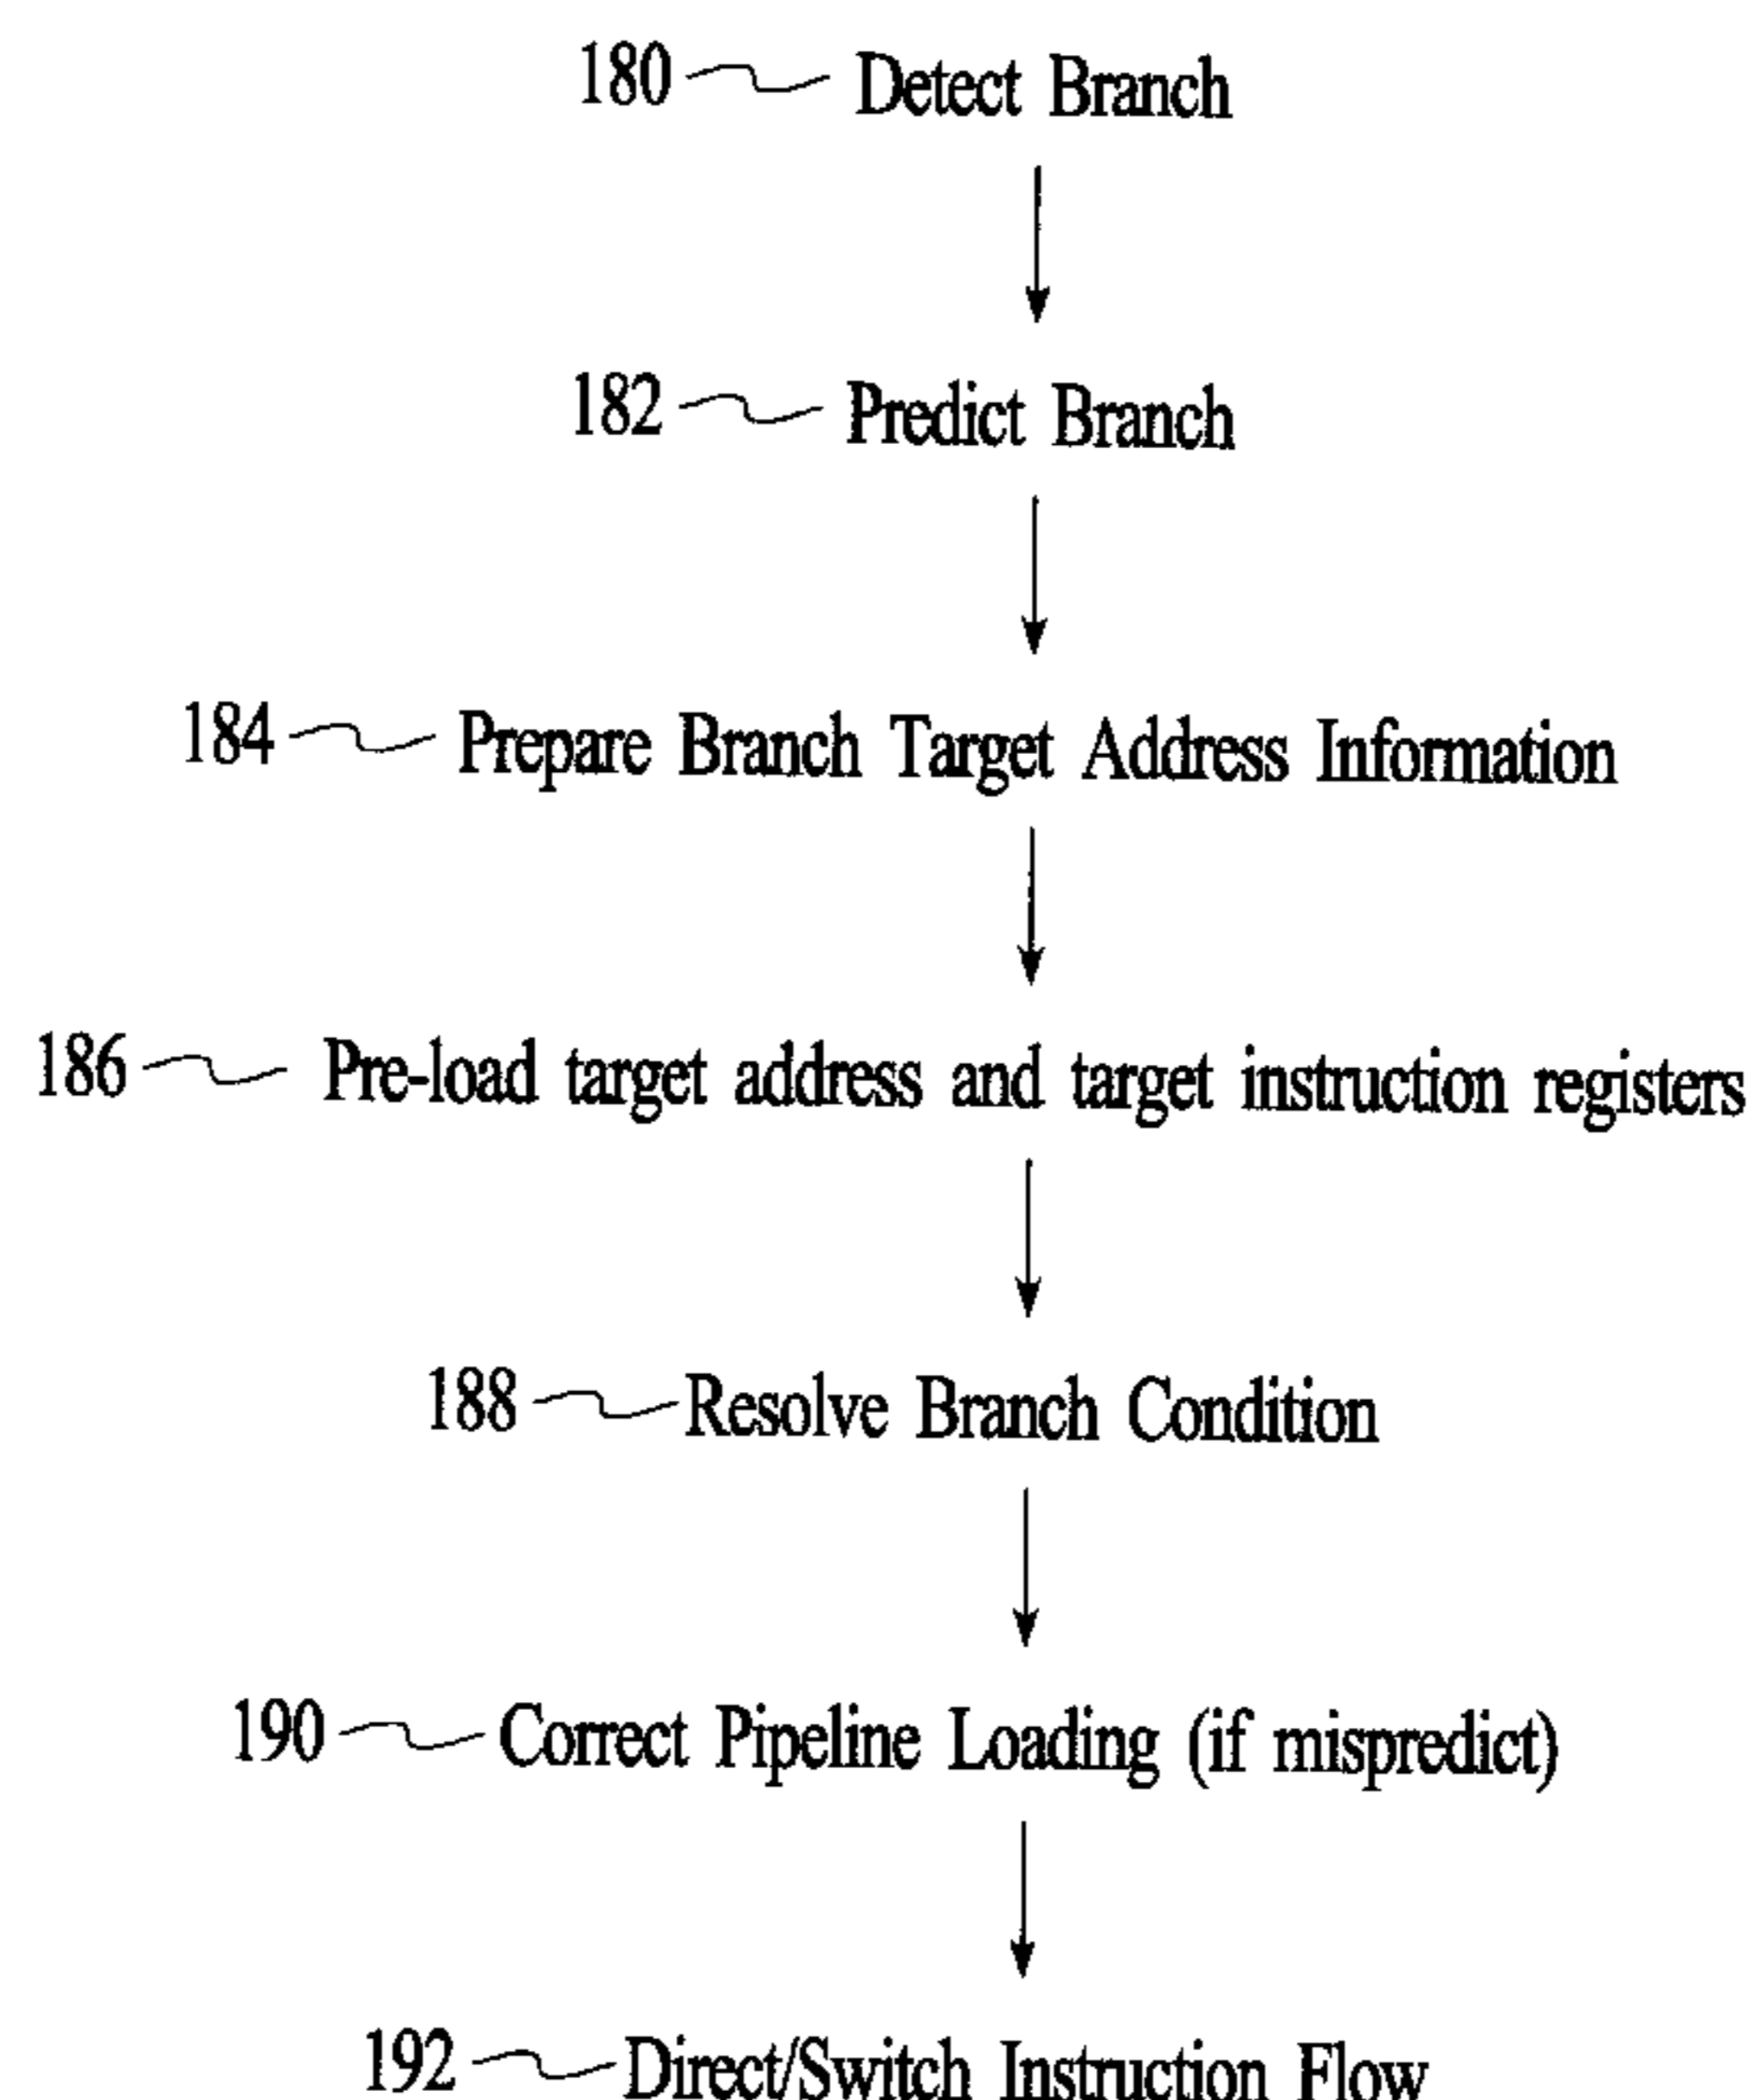 180 Detect Branch
182 Predict Branch
184 Prepare Branch Target Address Information
186 Pre-load target address and target instruction registers
188 Resolve Branch Condition
190 Correct Pipeline Loading (if mispredict)
192 Direct/Switch Instruction Flow